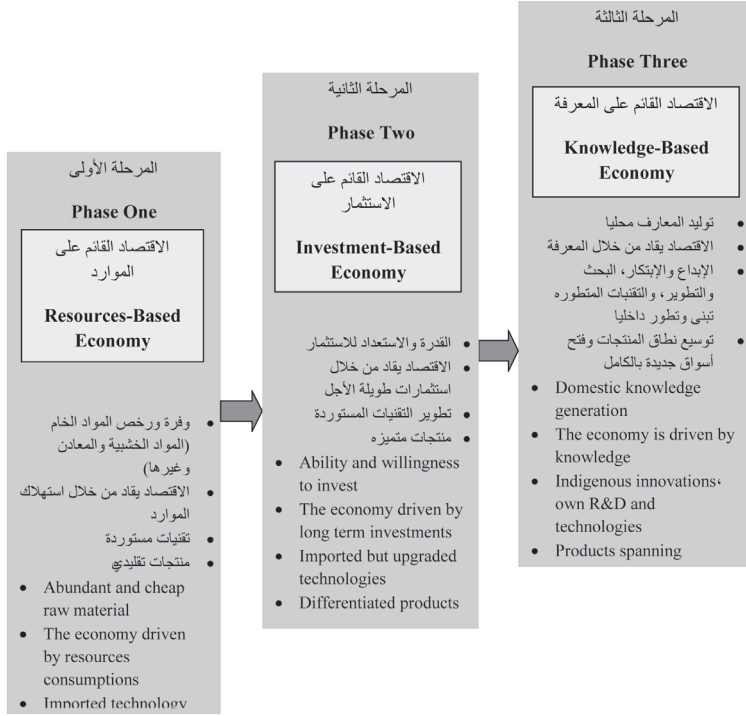 المرحلة الأولى
Phase One
الاقتصاد القائم على
الموارد
Resources-Based
Economy
• وفرة ورخص المواد الخام
(المواد الخشبية والمعادن
وغيرها)
• الاقتصاد يقاد من خلال استهلاك
الموارد
• تقنيات مستوردة
• منتجات تقليدي
• Abundant and cheap
raw material
• The economy driven
by resources
consumptions
• Imported technology
المرحلة الثانية
Phase Two
الاقتصاد القائم على
الاستثمار
Investment-Based
Economy
• القدرة والاستعداد للاستثمار
• الاقتصاد يقاد من خلال
استثمارات طويلة الأجل
• تطوير التقنيات المستوردة
• منتجات متميزه
• Ability and willingness
to invest
• The economy driven by
long term investments
• Imported but upgraded
technologies
• Differentiated products
المرحلة الثالثة
Phase Three
الاقتصاد القائم على المعرفة
Knowledge-Based
Economy
• توليد المعارف محليا
• الاقتصاد يقاد من خلال المعرفة
• الإبداع والإبتكار، البحث
والتطوير، والتقنيات المتطوره
تبنى وتطور داخليا
• توسيع نطاق المنتجات وفتح
أسواق جديدة بالكامل
• Domestic knowledge
generation
• The economy is driven by
knowledge
• Indigenous innovations،
own R&D and
technologies
• Products spanning